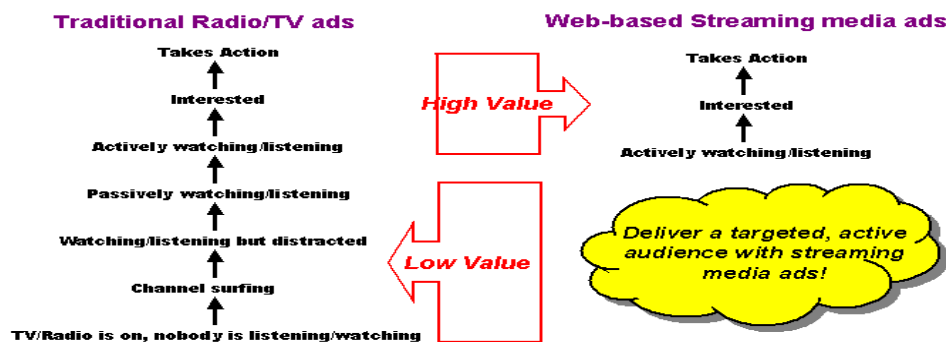 Traditional Radio/TV ads
Takes Action
Interested
Actively watching/listening
Passively watching/listening
Watching/listening but distracted
Channel surfing
TV/Radio is on, nobody is listening/watching
High Value
Low Value
Web-based Streaming media ads
Takes Action
Interested
Actively watching/listening
Deliver a targeted, active
audience with streaming
media ads!